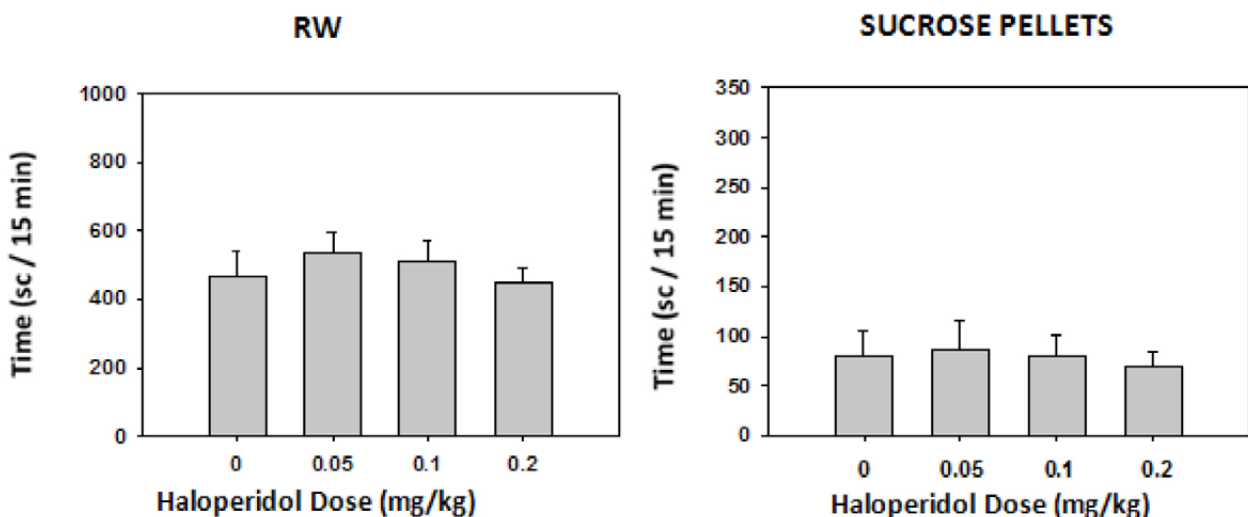 RW
Time (sc / 15 min)
1000
800
600
400
200
0
0 0.05 0.1 0.2
Haloperidol Dose (mg/kg)
SUCROSE PELLETS
Time (sc / 15 min)
350
300
250
200
150
100
50
0
0 0.05 0.1 0.2
Haloperidol Dose (mg/kg)